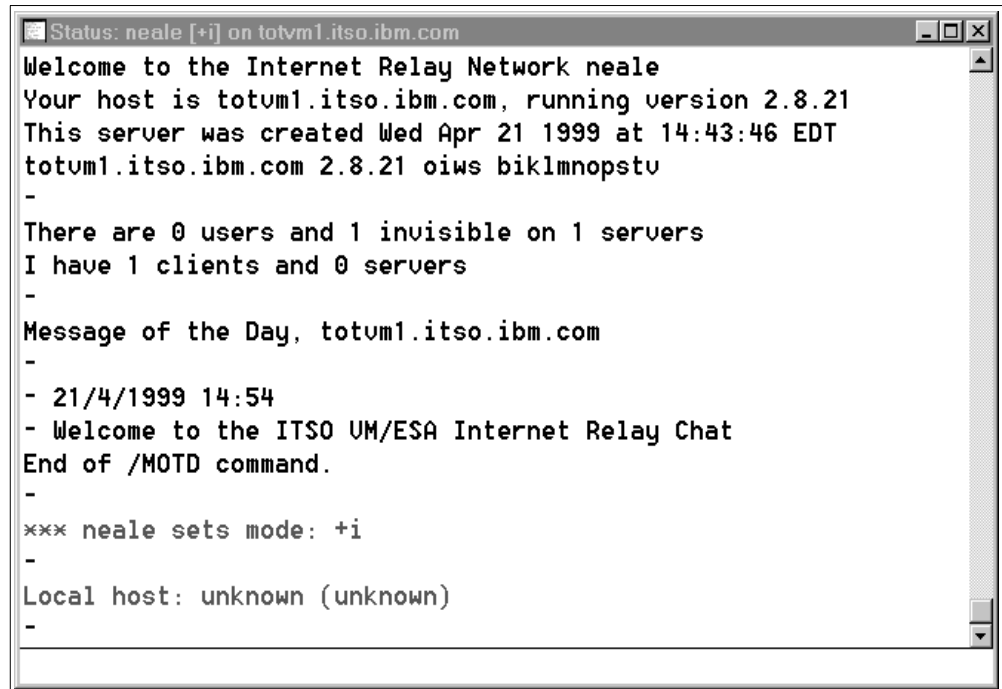 Status: neale [+i] on totvm1.itso.ibm.com
Welcome to the Internet Relay Network neale
Your host is totvm1.itso.ibm.com, running version 2.8.21
This server was created Wed Apr 21 1999 at 14:43:46 EDT
totvm1.itso.ibm.com 2.8.21 oiws biklmnopstv
-
There are 0 users and 1 invisible on 1 servers
I have 1 clients and 0 servers
-
Message of the Day, totvm1.itso.ibm.com
-
- 21/4/1999 14:54
- Welcome to the ITSO VM/ESA Internet Relay Chat
End of /MOTD command.
-
*** neale sets mode: +i
-
Local host: unknown (unknown)
-